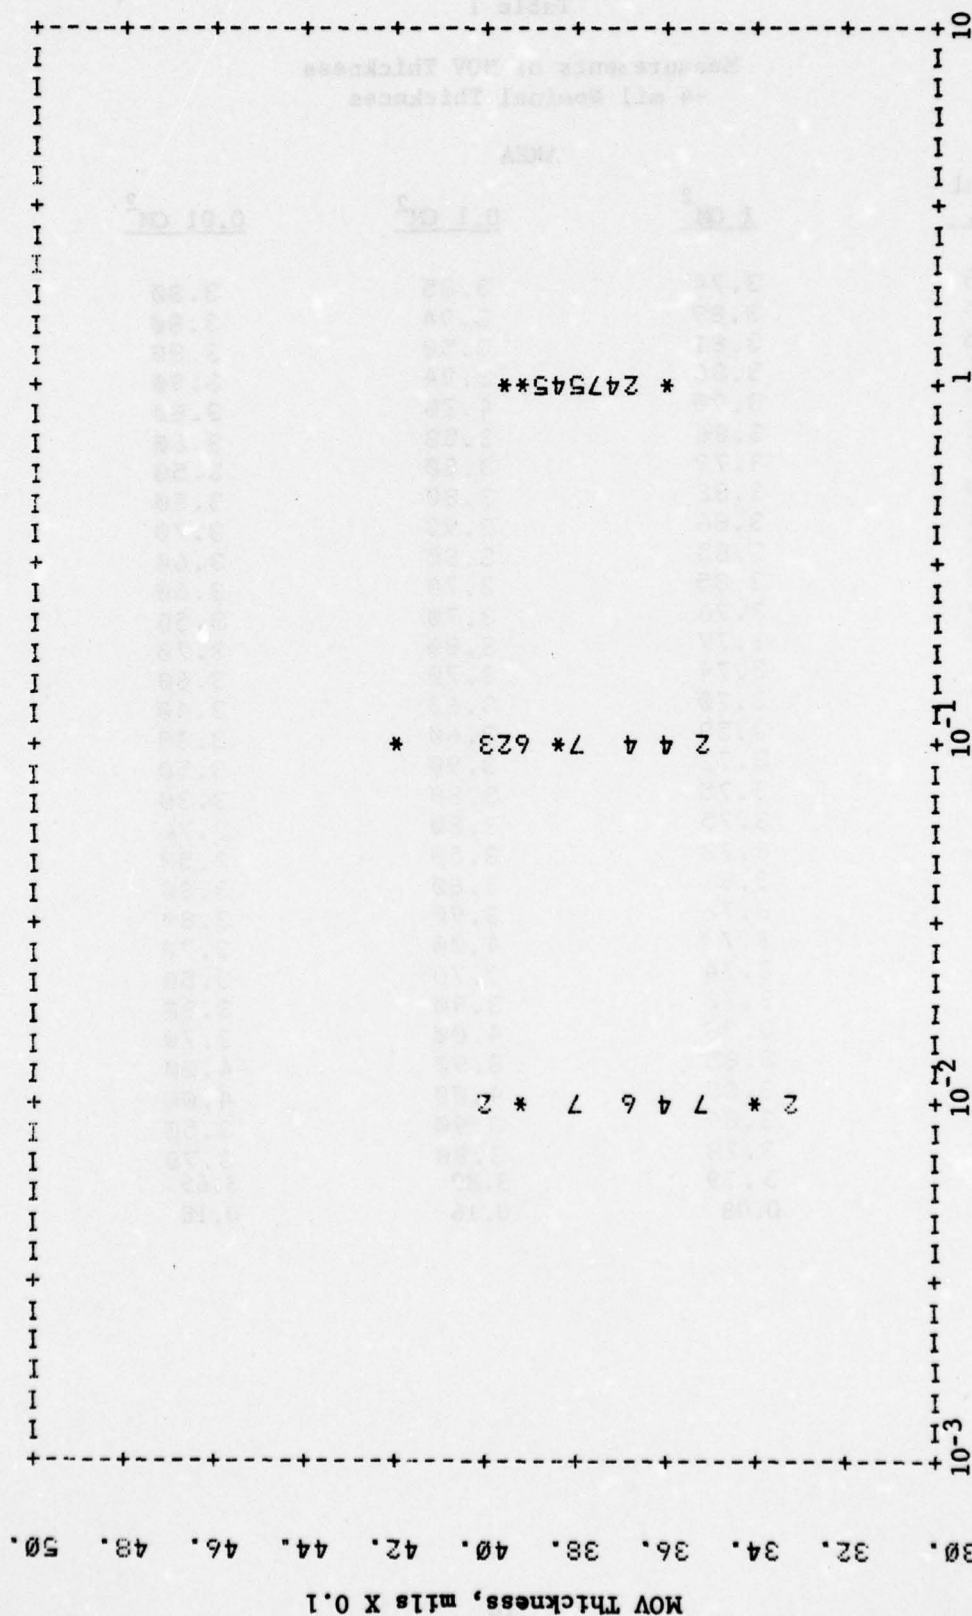 MOV Thickness, mils X 0.1
30. 32. 34. 36. 38. 40. 42. 44. 46. 48. 50.
10⁻³
2 * 7 4 6 7 * 2
10⁻²
2 4 4 7* 623 *
10⁻¹
* 247545**
1
10